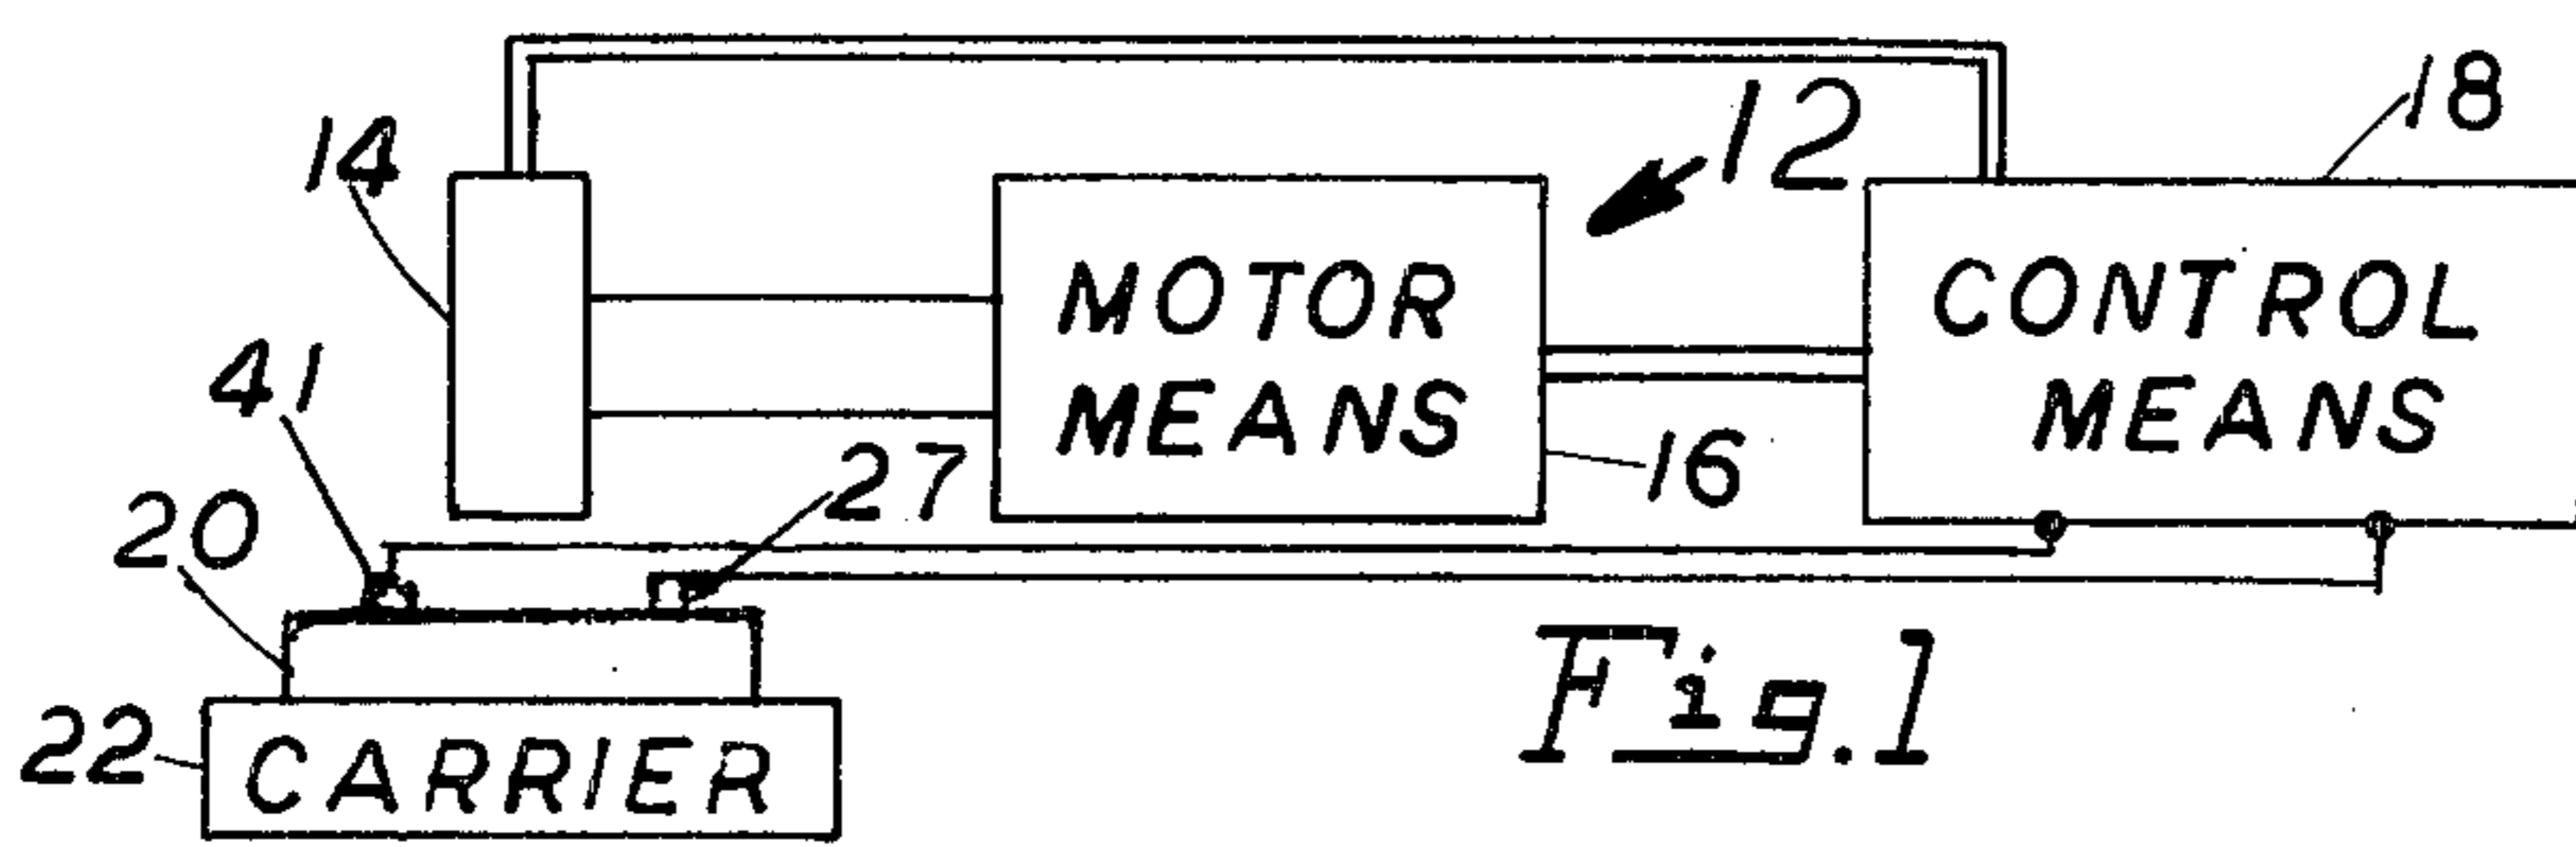 12
18
14
MOTOR
MEANS
CONTROL
MEANS
41
27
16
20
22
CARRIER
Fig.1